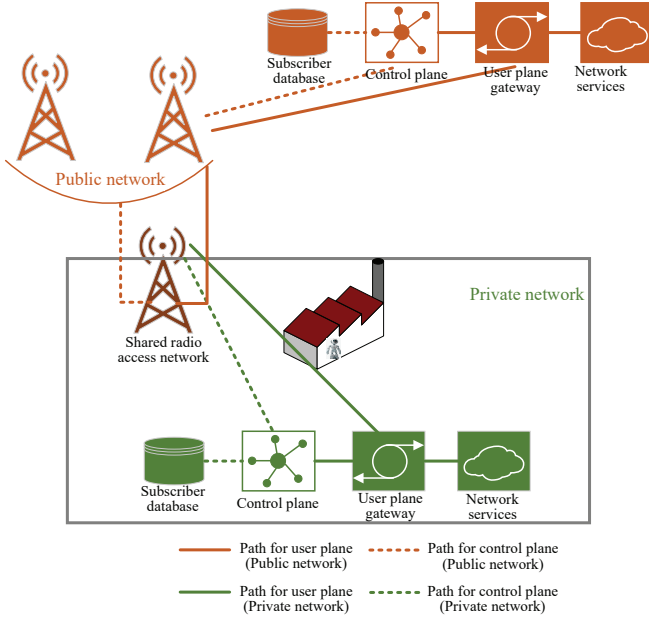 Subscriber
database
Control plane
User plane
gateway
Network
services
Public network
Private network
Shared radio
access network
Subscriber
database
Control plane
User plane
gateway
Network
services
Path for user plane
(Public network)
Path for control plane
(Public network)
Path for user plane
(Private network)
Path for control plane
(Private network)